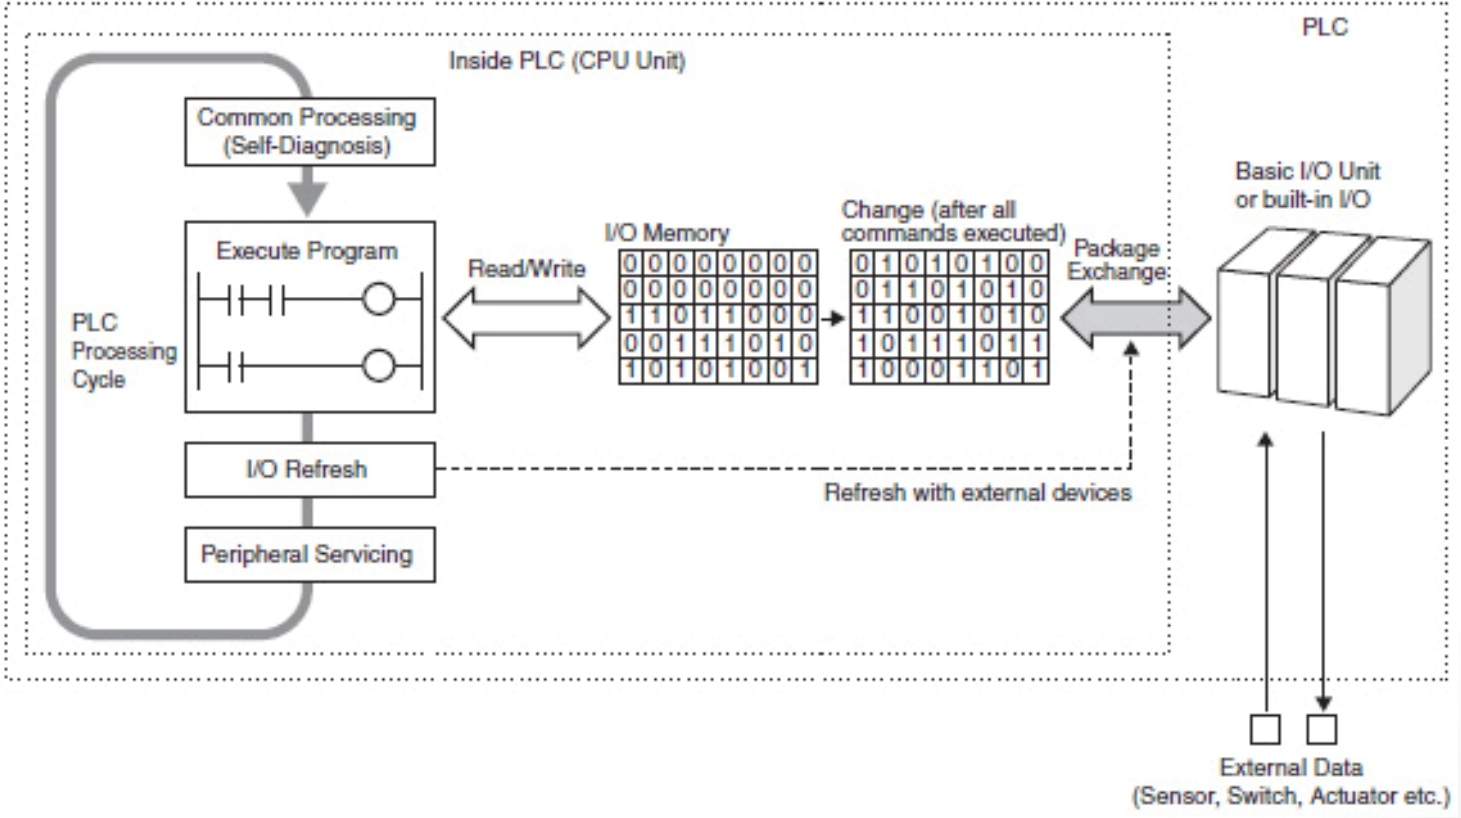 PLC
Inside PLC (CPU Unit)
Common Processing
(Self-Diagnosis)
Execute Program
PLC
Processing
Cycle
I/O Refresh
Peripheral Servicing
Read/Write
I/O Memory
0 0 0 0 0 0 0 0
0 0 0 0 0 0 0 0
1 1 0 1 1 0 0 0
0 0 1 1 1 0 1 0
1 0 1 0 1 0 0 1
Change (after all
commands executed)
0 1 0 1 0 1 0 0
0 1 1 0 1 0 1 0
1 1 0 0 1 0 1 0
1 0 1 1 1 0 1 1
1 0 0 0 1 1 0 1
Package
Exchange
Basic I/O Unit
or built-in I/O
Refresh with external devices
External Data
(Sensor, Switch, Actuator etc.)